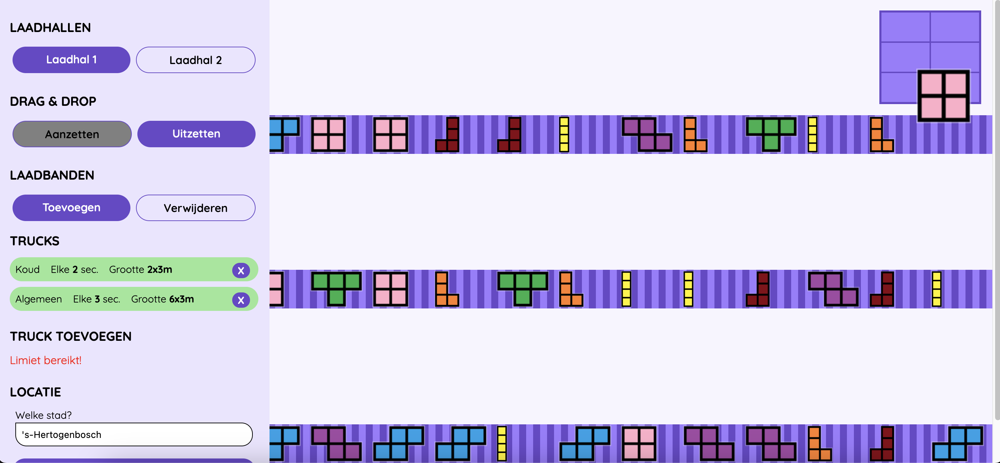 LAADHALLEN
Laadhal 1 Laadhal 2
DRAG & DROP
Aanzetten Uitzetten
LAADBANDEN
Toevoegen Verwijderen
TRUCKS
Koud Elke 2 sec. Grootte 2x3m X
Algemeen Elke 3 sec. Grootte 6x3m X
TRUCK TOEVOEGEN
Limiet bereikt!
LOCATIE
Welke stad?
's-Hertogenbosch